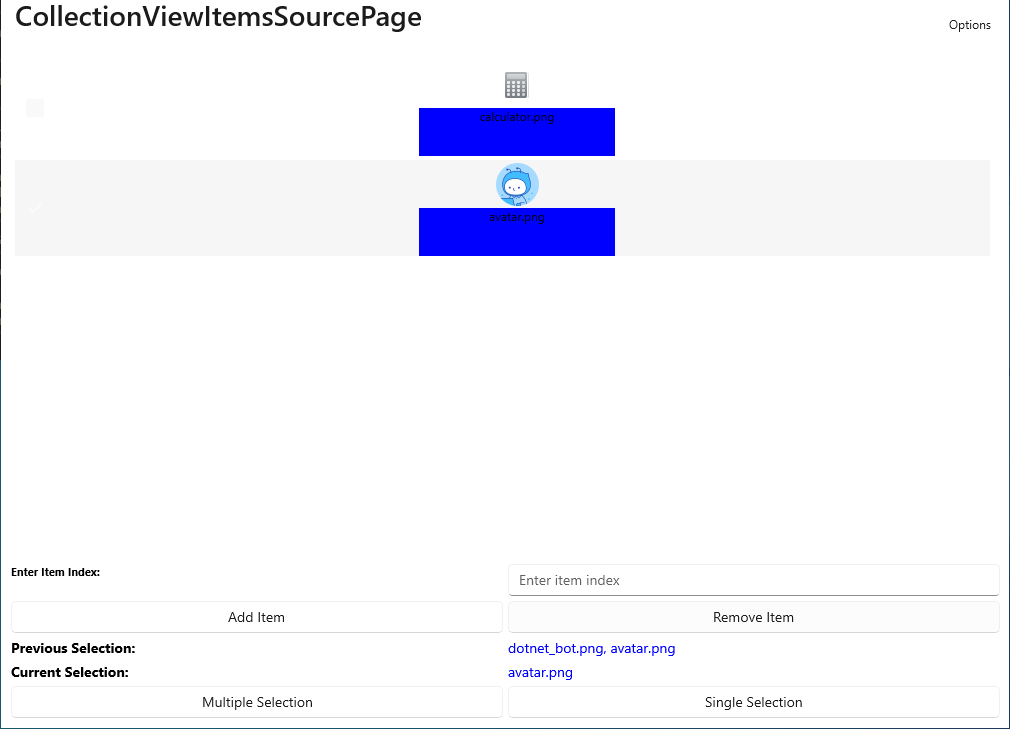 CollectionViewItemsSourcePage
Options
calculator.png
avatar.png
Enter Item Index:
Enter item index
Add Item
Remove Item
Previous Selection:
dotnet_bot.png, avatar.png
Current Selection:
avatar.png
Multiple Selection
Single Selection